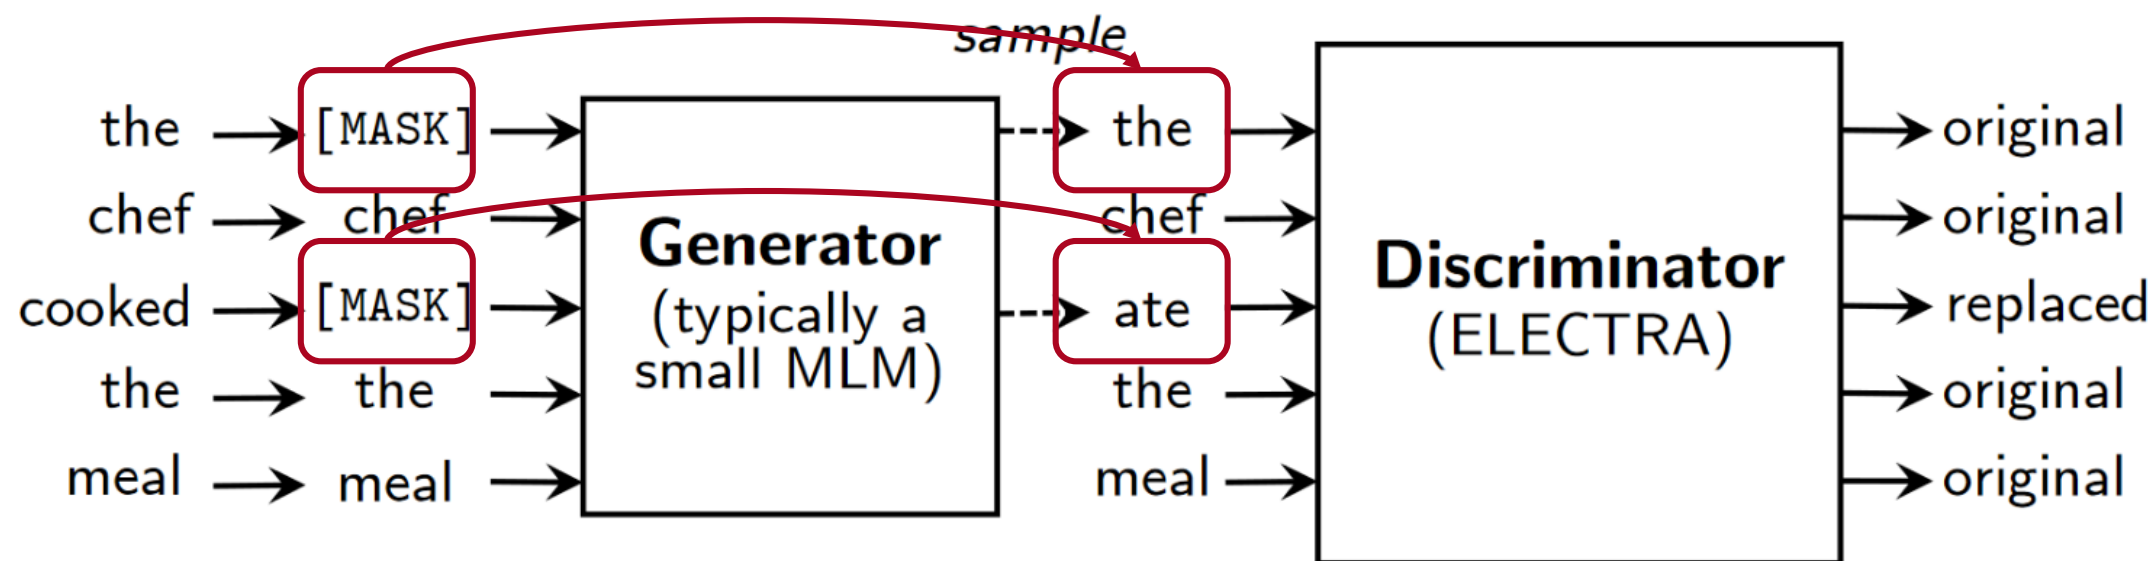 sample
the [MASK] the original
chef chef chef original
Generator
Discriminator
cooked [MASK] (typically a ate (ELECTRA) replaced
small MLM)
the the the original
meal meal meal original